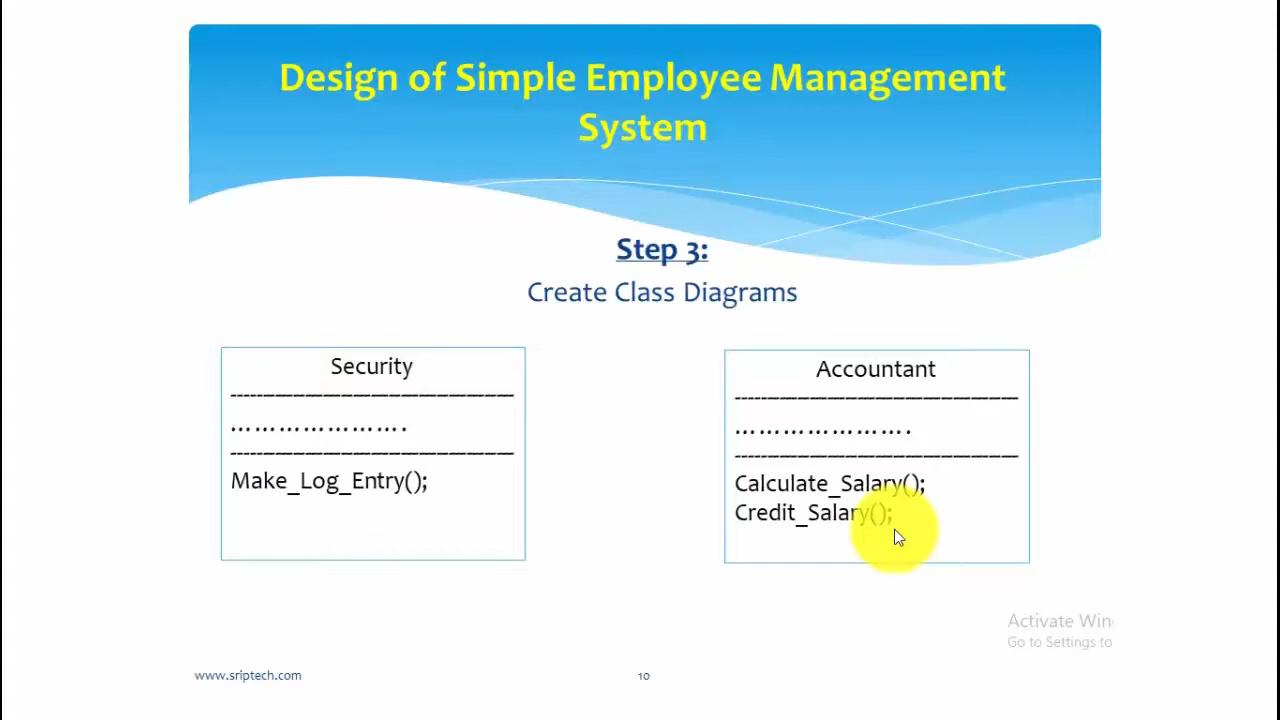 Design of Simple Employee Management
System
Step 3:
Create Class Diagrams
Security
-----------------------------------------------
………………….
-----------------------------------------------
Make_Log_Entry();
Accountant
-----------------------------------------------
………………….
-----------------------------------------------
Calculate_Salary();
Credit_Salary();
Activate Win
Go to Settings to
www.sriptech.com
10